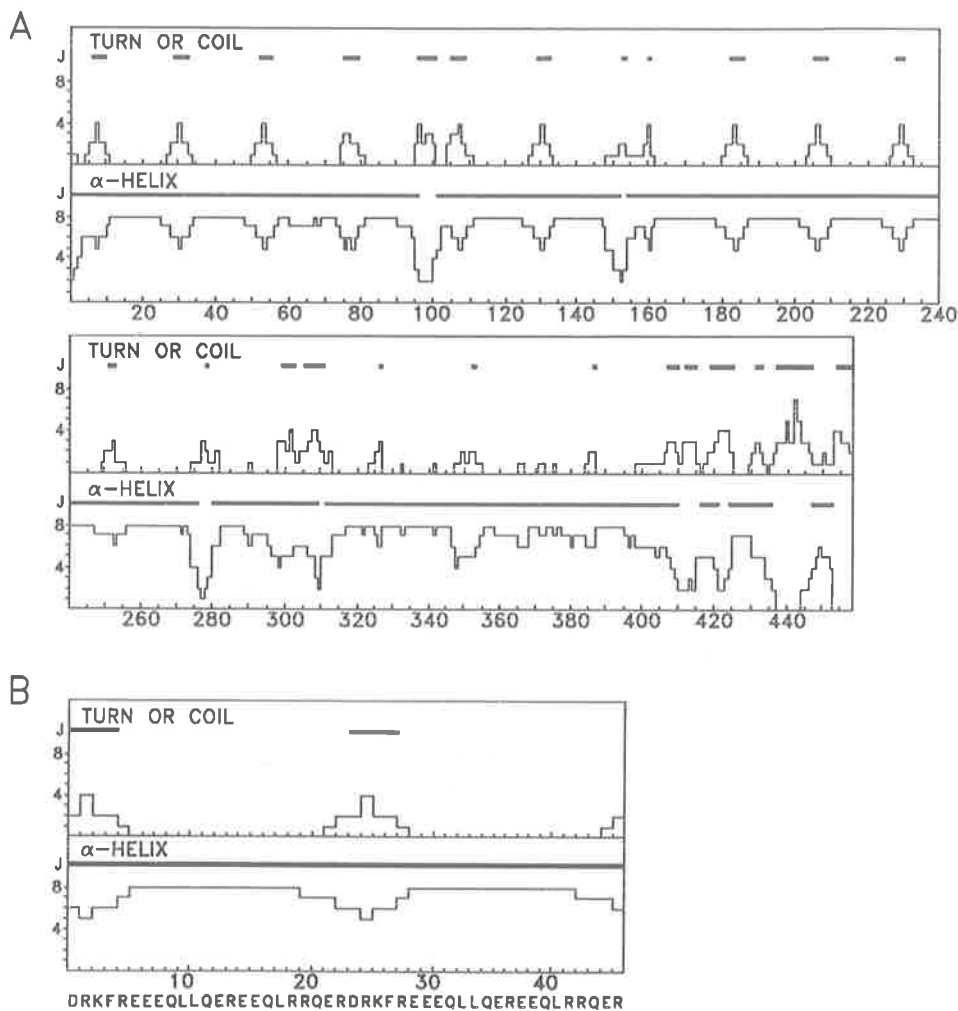 A
TURN OR COIL
J
8
4
α-HELIX
J
8
4
20 40 60 80 100 120 140 160 180 200 220 240
TURN OR COIL
J
8
4
α-HELIX
J
8
4
260 280 300 320 340 360 380 400 420 440
B
TURN OR COIL
J
8
4
α-HELIX
J
8
4
10 20 30 40
DRKFREEEQLLQEREEQLRRQERDRKFREEEQLLQEREEQLRRQER